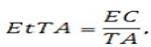 EtTA = EC/TA.